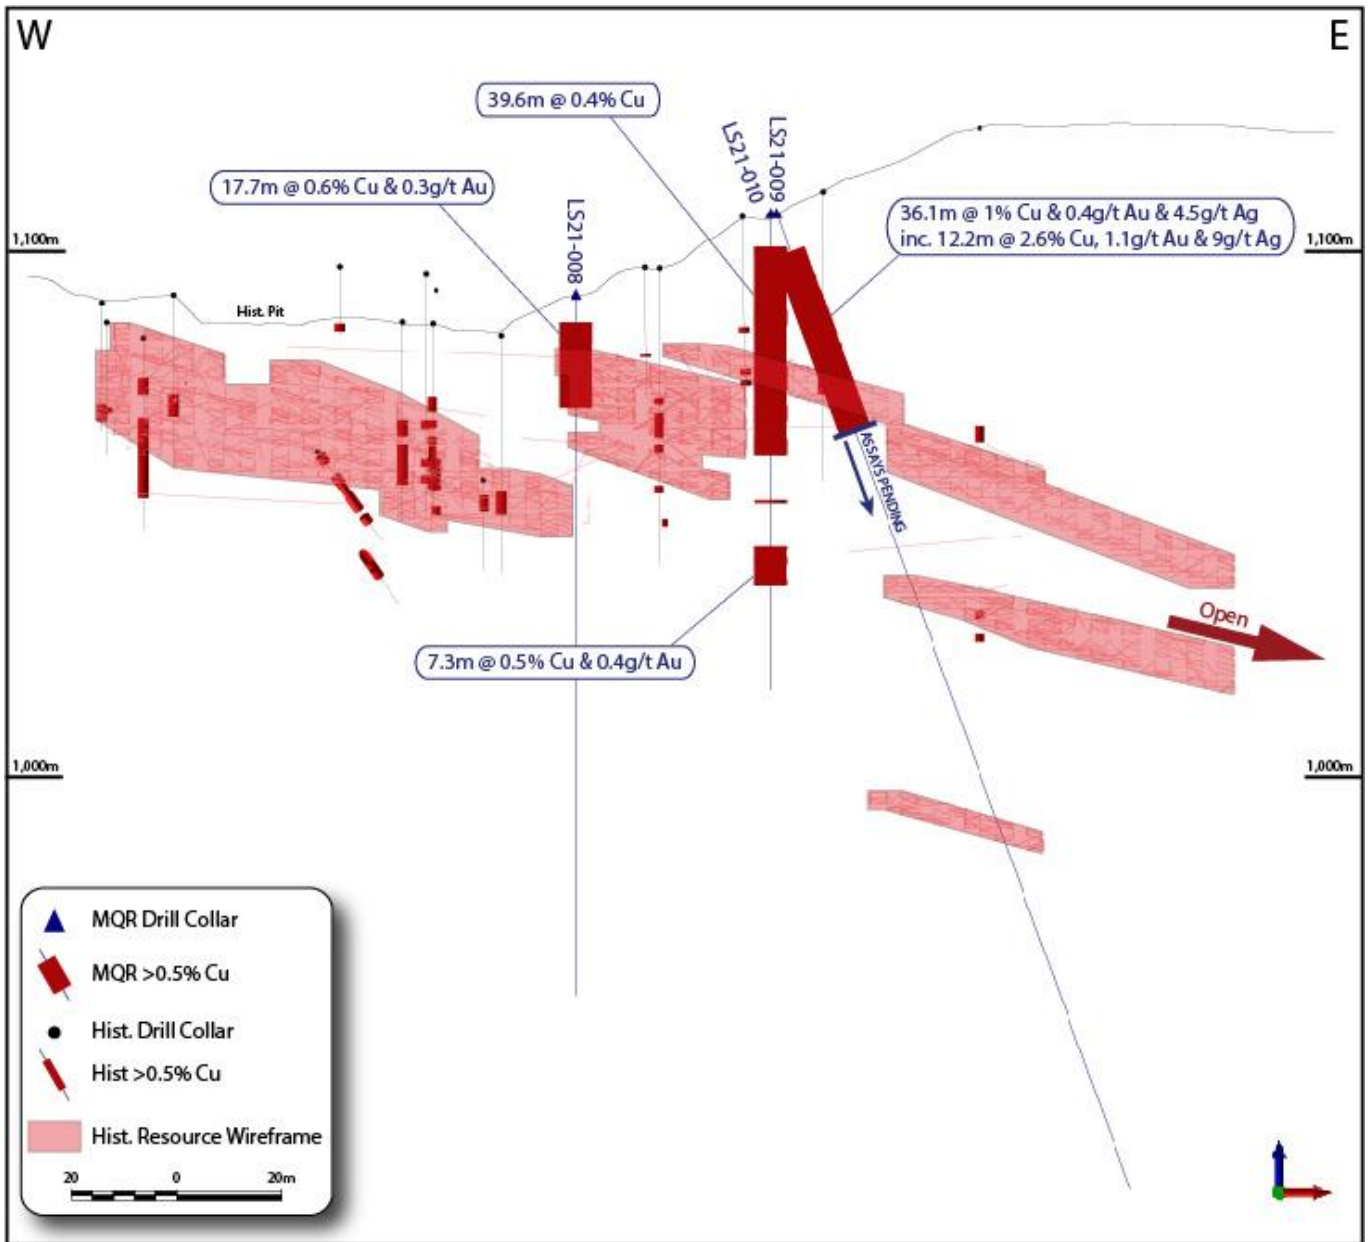 W
E
39.6m @ 0.4% Cu
LS21-010
LS21-009
17.7m @ 0.6% Cu & 0.3g/t Au
LS21-008
36.1m @ 1% Cu & 0.4g/t Au & 4.5g/t Ag
inc. 12.2m @ 2.6% Cu, 1.1g/t Au & 9g/t Ag
1,100m
1,100m
Hist. Pit
ASSAYS PENDING
Open
7.3m @ 0.5% Cu & 0.4g/t Au
1,000m
1,000m
MQR Drill Collar
MQR >0.5% Cu
Hist. Drill Collar
Hist >0.5% Cu
Hist. Resource Wireframe
20 0 20m